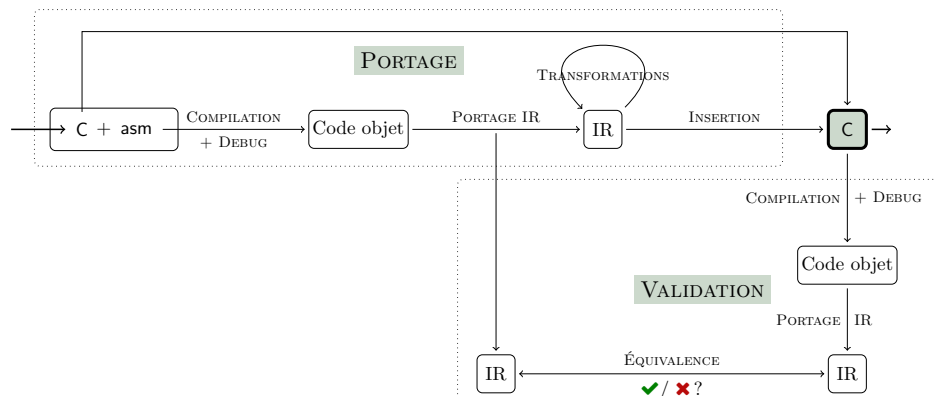 PORTAGE
TRANSFORMATIONS
C + asm
COMPILATION
+ DEBUG
Code objet
PORTAGE IR
IR
INSERTION
C
COMPILATION + DEBUG
Code objet
VALIDATION
PORTAGE IR
IR
ÉQUIVALENCE
✔ / ✖ ?
IR